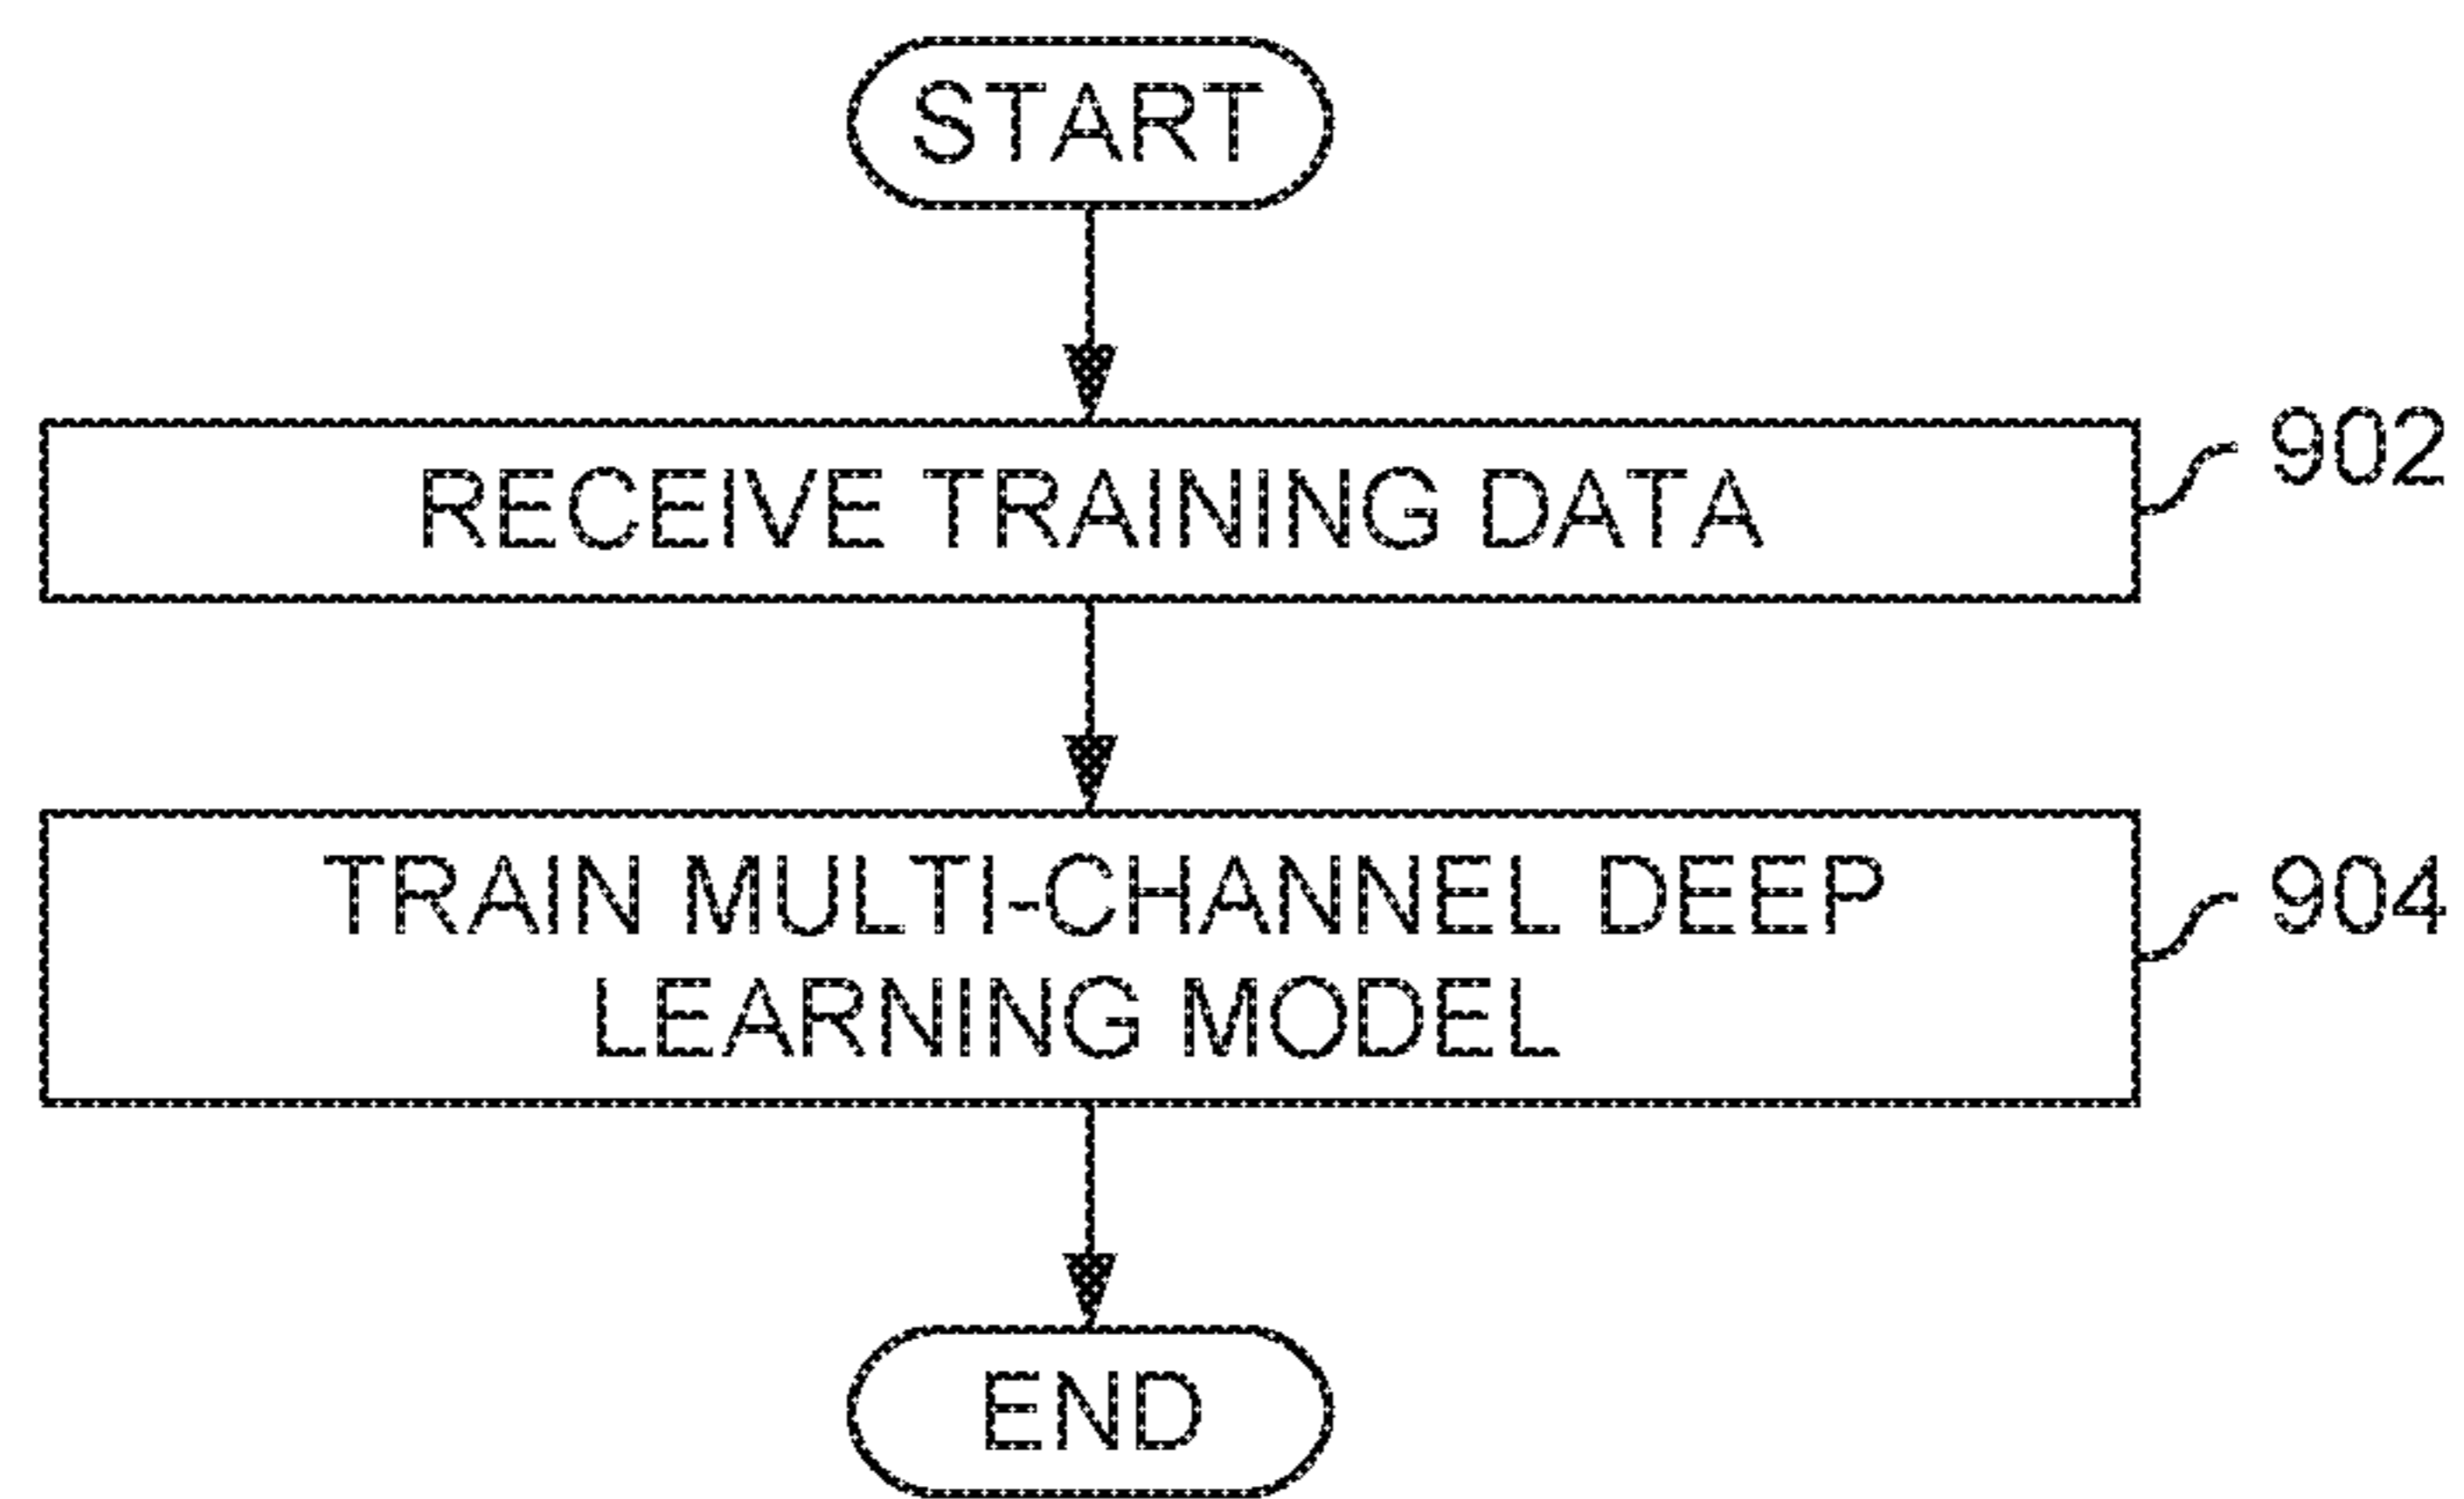 START
RECEIVE TRAINING DATA
902
TRAIN MULTI-CHANNEL DEEP
LEARNING MODEL
904
END